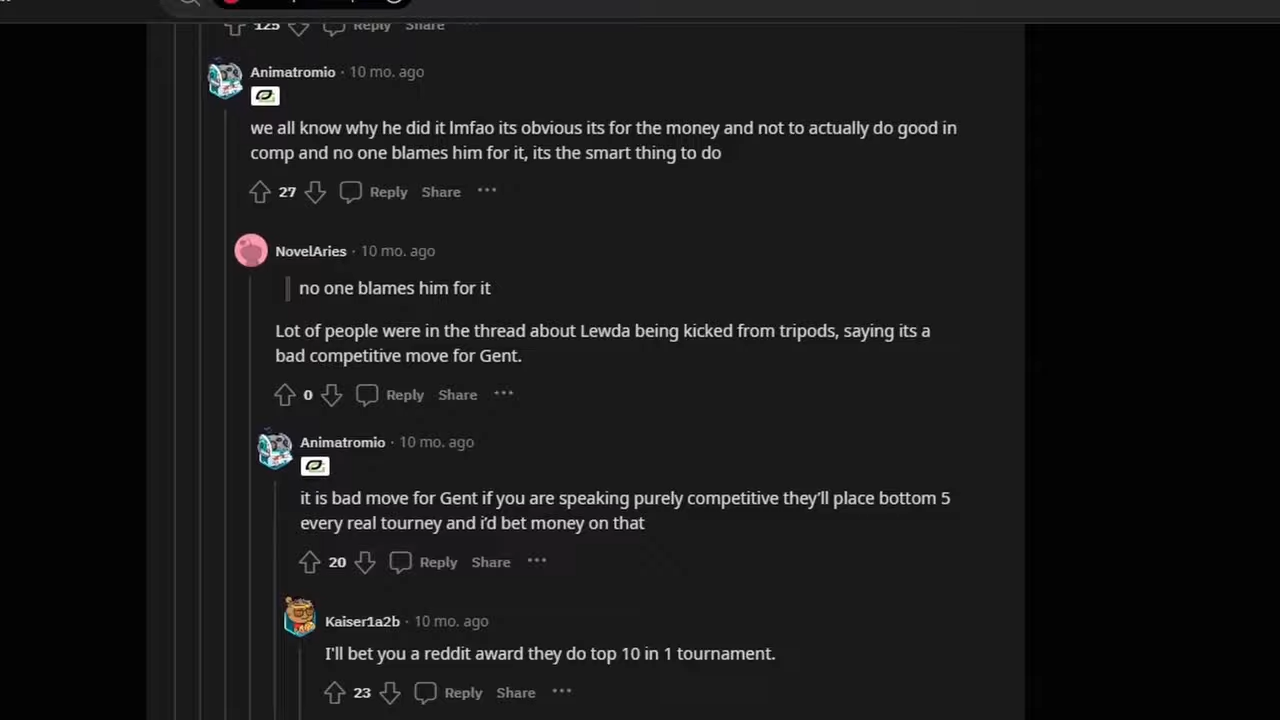 125 Reply Share
Animatromio · 10 mo. ago
we all know why he did it lmfao its obvious its for the money and not to actually do good in
comp and no one blames him for it, its the smart thing to do
27 Reply Share ···
NovelAries · 10 mo. ago
no one blames him for it
Lot of people were in the thread about Lewda being kicked from tripods, saying its a
bad competitive move for Gent.
0 Reply Share ···
Animatromio · 10 mo. ago
it is bad move for Gent if you are speaking purely competitive they'll place bottom 5
every real tourney and i'd bet money on that
20 Reply Share ···
Kaiser1a2b · 10 mo. ago
I'll bet you a reddit award they do top 10 in 1 tournament.
23 Reply Share ···